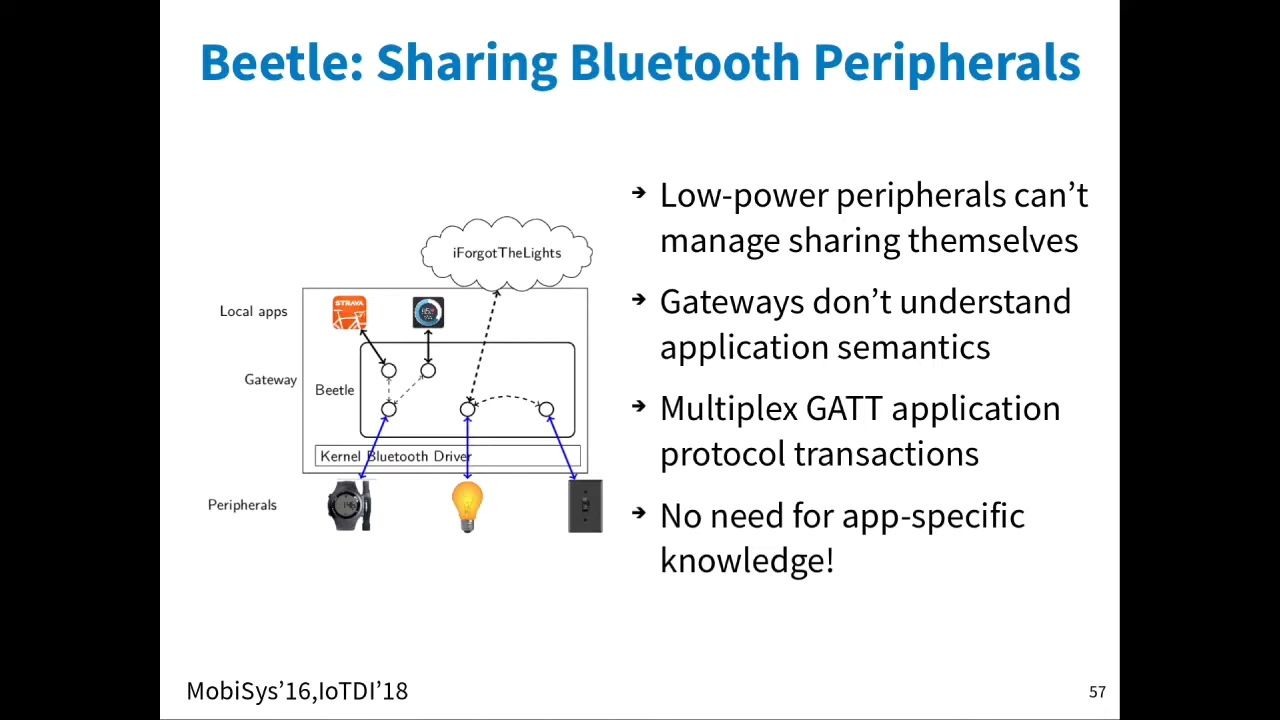 Beetle: Sharing Bluetooth Peripherals
iForgotTheLights
Local apps
STRAVA
Gateway
Beetle
Kernel Bluetooth Driver
Peripherals
➔ Low-power peripherals can’t
manage sharing themselves
➔ Gateways don’t understand
application semantics
➔ Multiplex GATT application
protocol transactions
➔ No need for app-specific
knowledge!
MobiSys’16,IoTDI’18
57